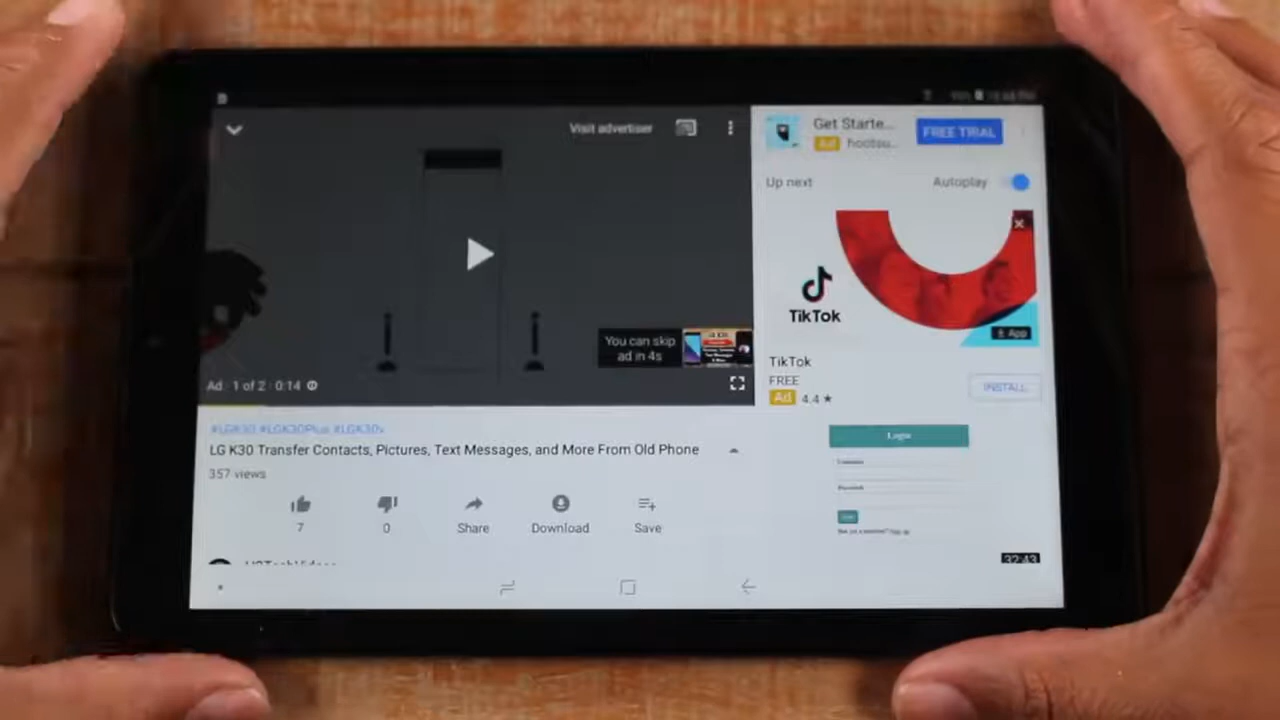 Visit advertiser
You can skip
ad in 4s
Ad · 1 of 2 · 0:14
#LGK30 #LGK30Plus #LGK30v
LG K30 Transfer Contacts, Pictures, Text Messages, and More From Old Phone
357 views
7
0
Share
Download
Save
Get Starte...
Ad hootsu...
FREE TRIAL
Up next
Autoplay
TikTok
App
TikTok
FREE
Ad 4.4 ★
INSTALL
Login
32:43